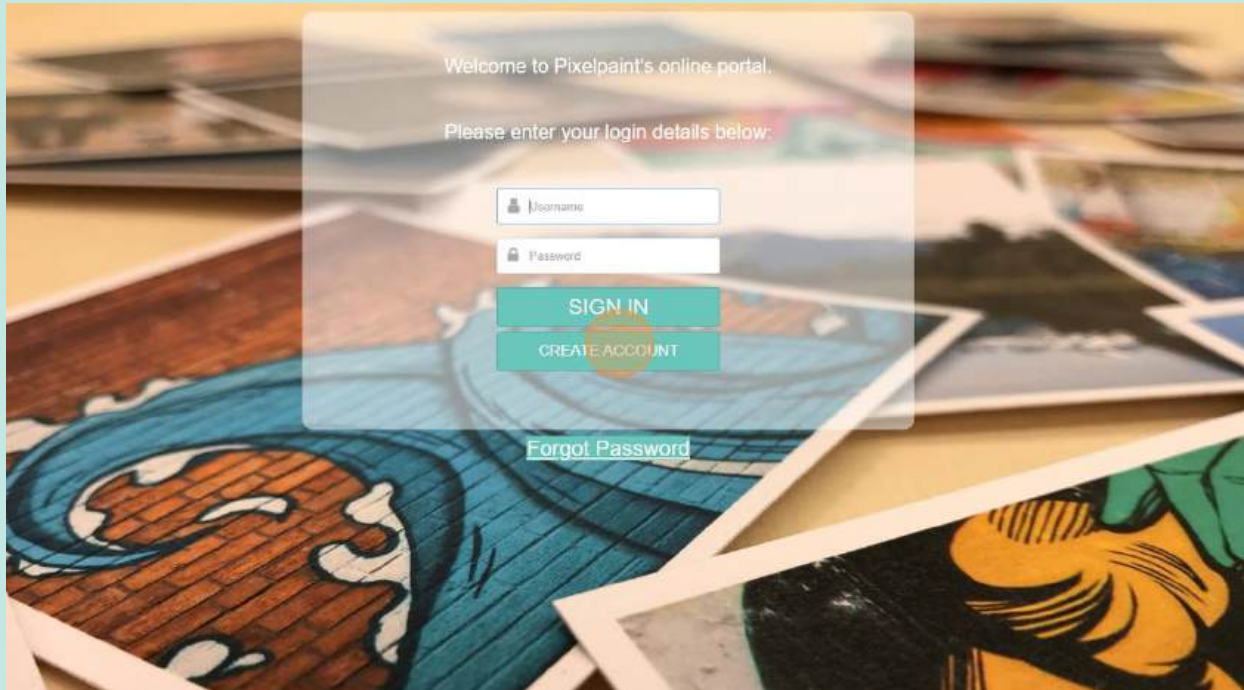 Welcome to Pixelpaint's online portal.
Please enter your login details below:
Username
Password
SIGN IN
CREATE ACCOUNT
Forgot Password